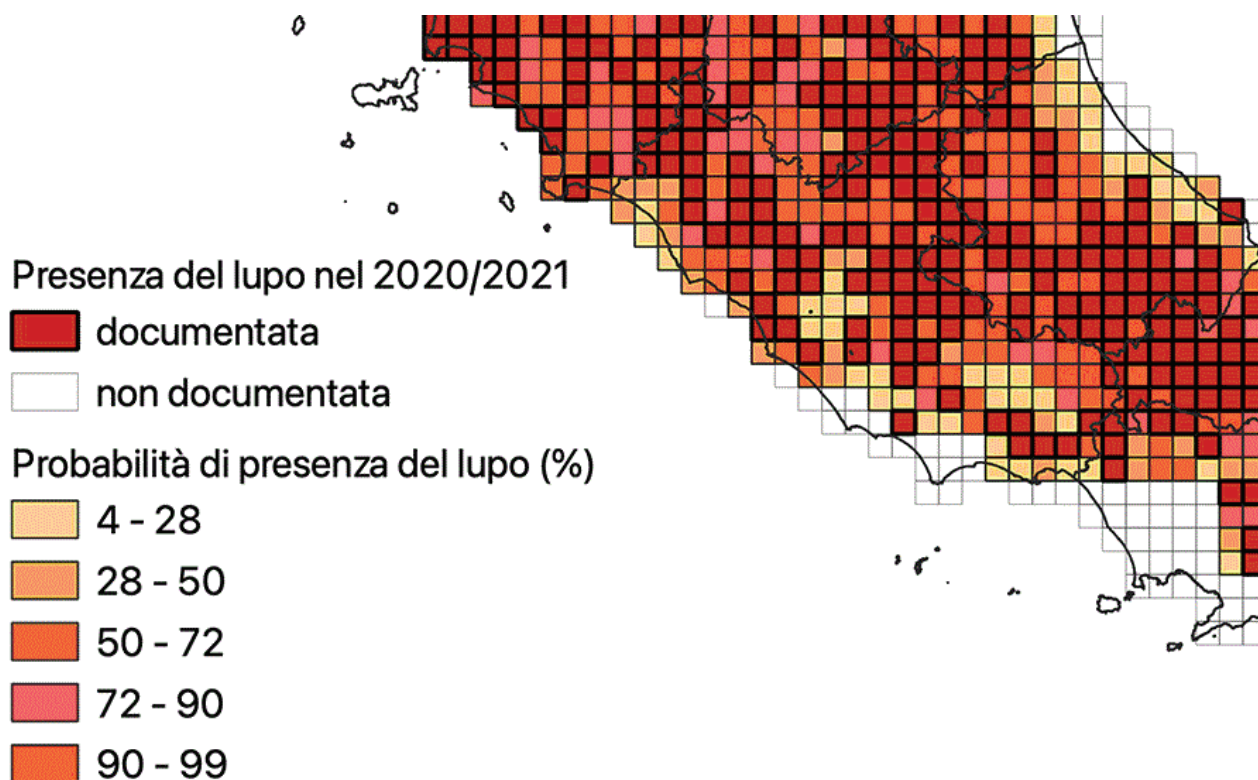 Presenza del lupo nel 2020/2021
documentata
non documentata
Probabilità di presenza del lupo (%)
4 - 28
28 - 50
50 - 72
72 - 90
90 - 99